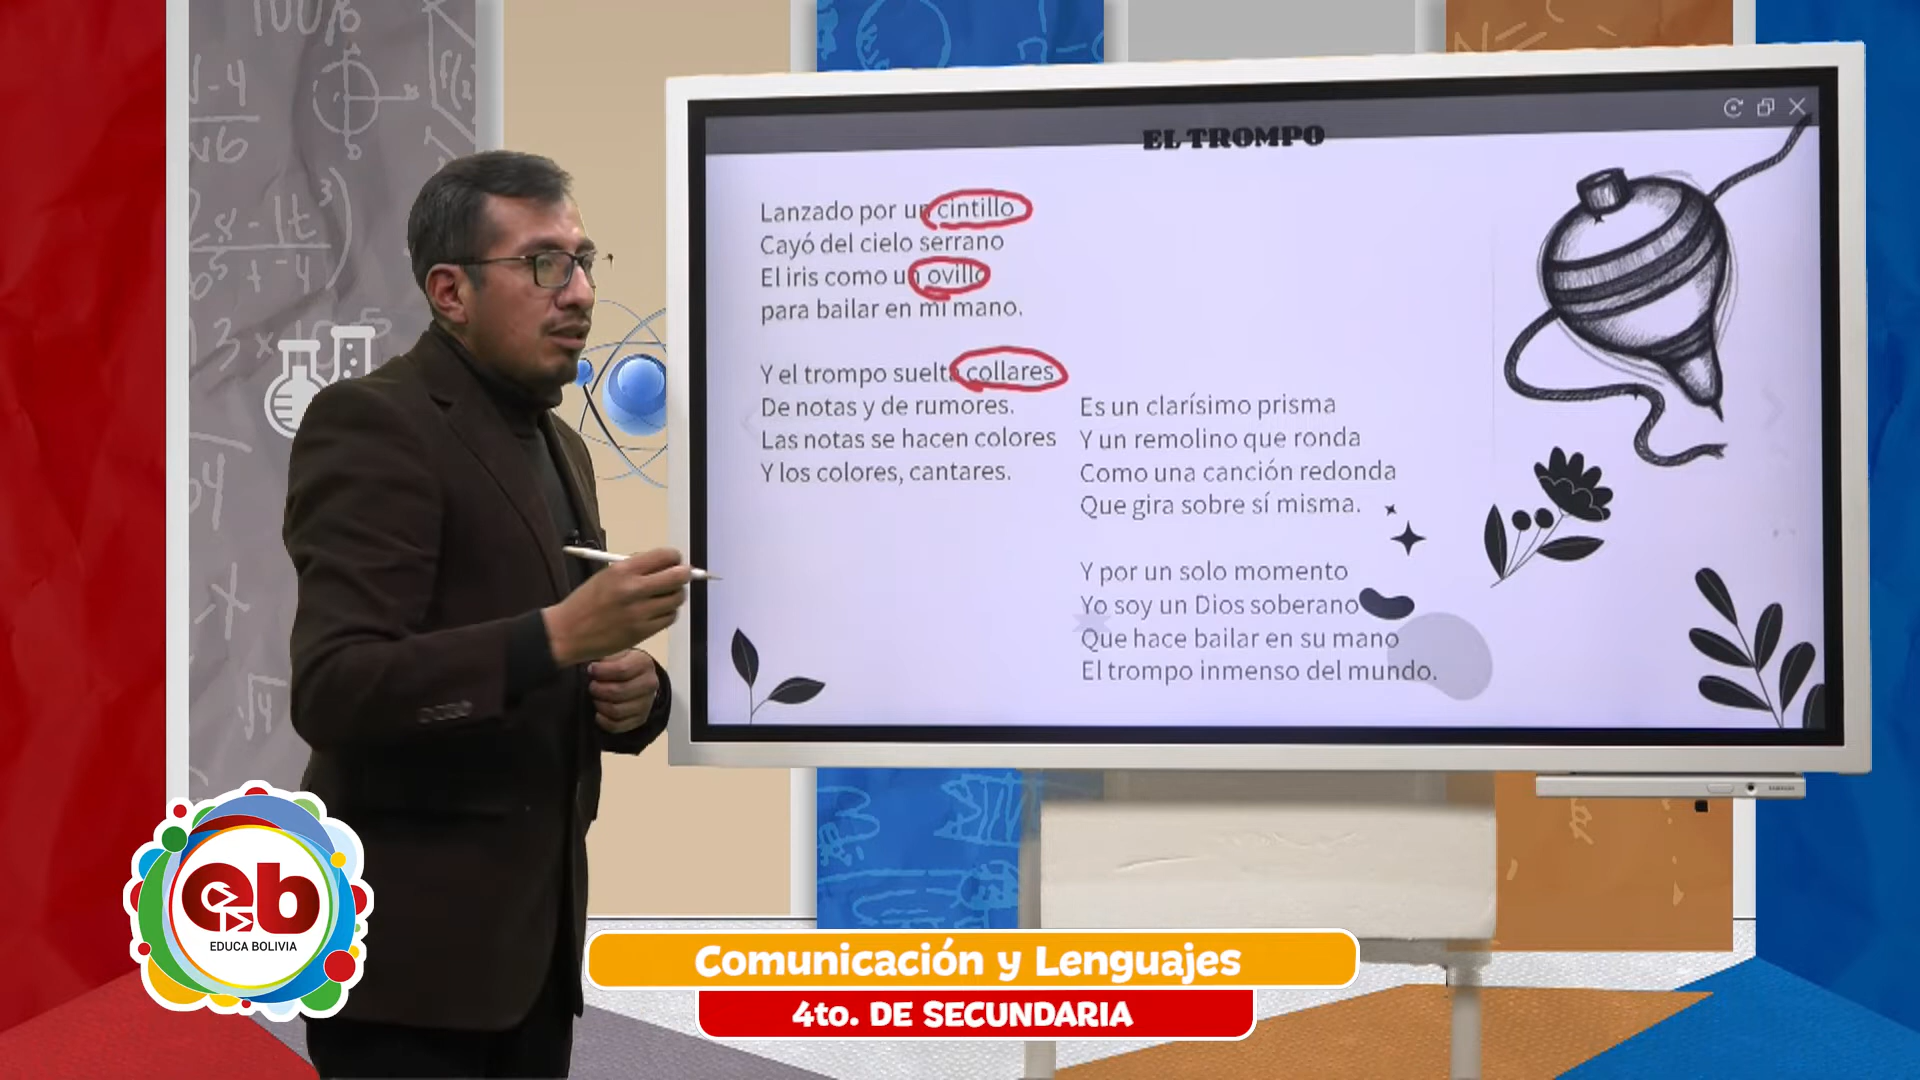 EL TROMPO
Lanzado por un cintillo
Cayó del cielo serrano
El iris como un ovillo
para bailar en mi mano.
Y el trompo suelta collares
De notas y de rumores.
Las notas se hacen colores
Y los colores, cantares.
Es un clarísimo prisma
Y un remolino que ronda
Como una canción redonda
Que gira sobre sí misma.
Y por un solo momento
Yo soy un Dios soberano
Que hace bailar en su mano
El trompo inmenso del mundo.
eb
EDUCA BOLIVIA
Comunicación y Lenguajes
4to. DE SECUNDARIA